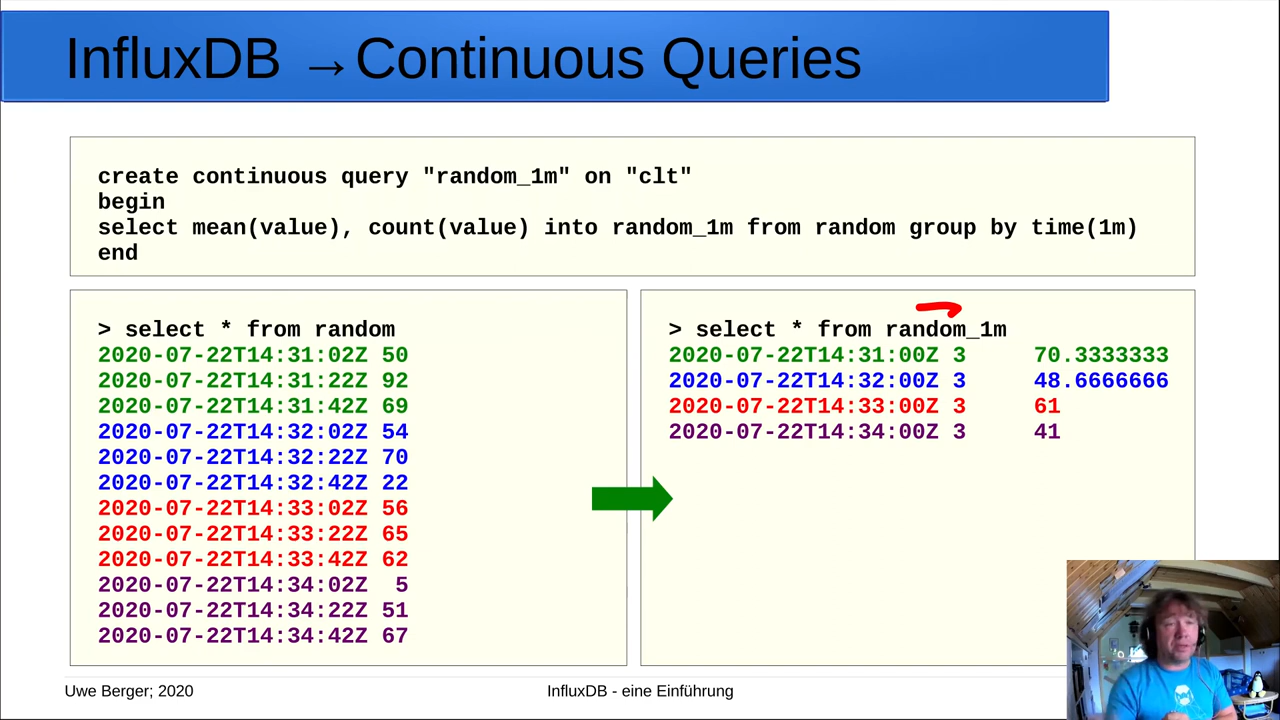 InfluxDB →Continuous Queries
create continuous query "random_1m" on "clt"
begin
select mean(value), count(value) into random_1m from random group by time(1m)
end
> select * from random
2020-07-22T14:31:02Z 50
2020-07-22T14:31:22Z 92
2020-07-22T14:31:42Z 69
2020-07-22T14:32:02Z 54
2020-07-22T14:32:22Z 70
2020-07-22T14:32:42Z 22
2020-07-22T14:33:02Z 56
2020-07-22T14:33:22Z 65
2020-07-22T14:33:42Z 62
2020-07-22T14:34:02Z  5
2020-07-22T14:34:22Z 51
2020-07-22T14:34:42Z 67
> select * from random_1m
2020-07-22T14:31:00Z 3     70.3333333
2020-07-22T14:32:00Z 3     48.6666666
2020-07-22T14:33:00Z 3     61
2020-07-22T14:34:00Z 3     41
Uwe Berger; 2020
InfluxDB - eine Einführung